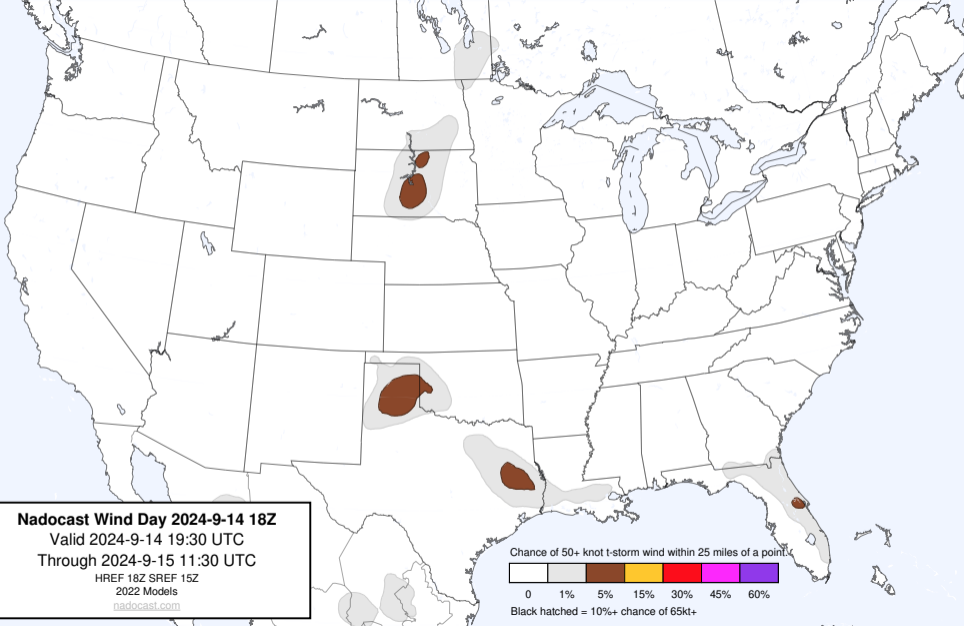 Nadocast Wind Day 2024-9-14 18Z
Valid 2024-9-14 19:30 UTC
Through 2024-9-15 11:30 UTC
HREF 18Z SREF 15Z
2022 Models
nadocast.com
Chance of 50+ knot t-storm wind within 25 miles of a point.
0 1% 5% 15% 30% 45% 60%
Black hatched = 10%+ chance of 65kt+